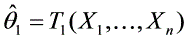 θ̂₁ = T₁(X₁,...,Xₙ)